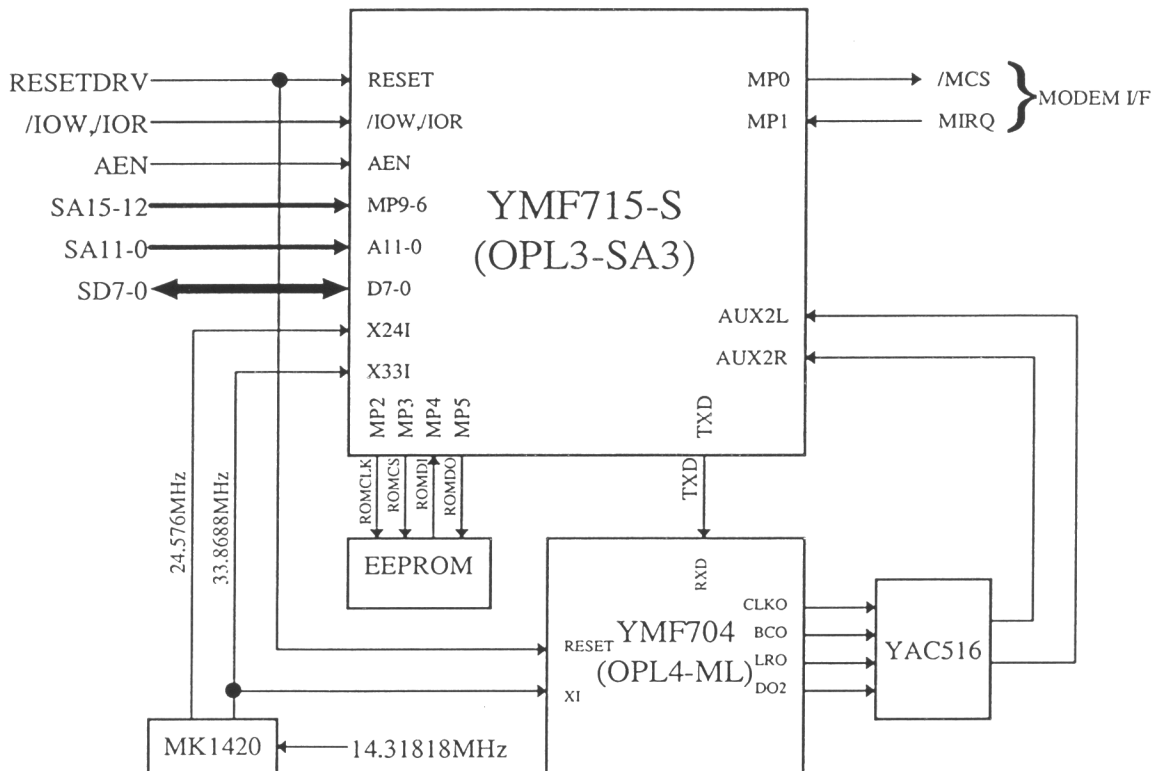 RESETDRV
/IOW,/IOR
AEN
SA15-12
SA11-0
SD7-0
RESET
/IOW,/IOR
AEN
MP9-6
A11-0
D7-0
X24I
X33I
YMF715-S
(OPL3-SA3)
MP0
MP1
/MCS
MIRQ
MODEM I/F
AUX2L
AUX2R
MP2
MP3
MP4
MP5
TXD
ROMCLK
ROMCS
ROMDI
ROMDO
TXD
24.576MHz
33.8688MHz
EEPROM
RXD
RESET
XI
YMF704
(OPL4-ML)
CLKO
BCO
LRO
DO2
YAC516
MK1420
14.31818MHz